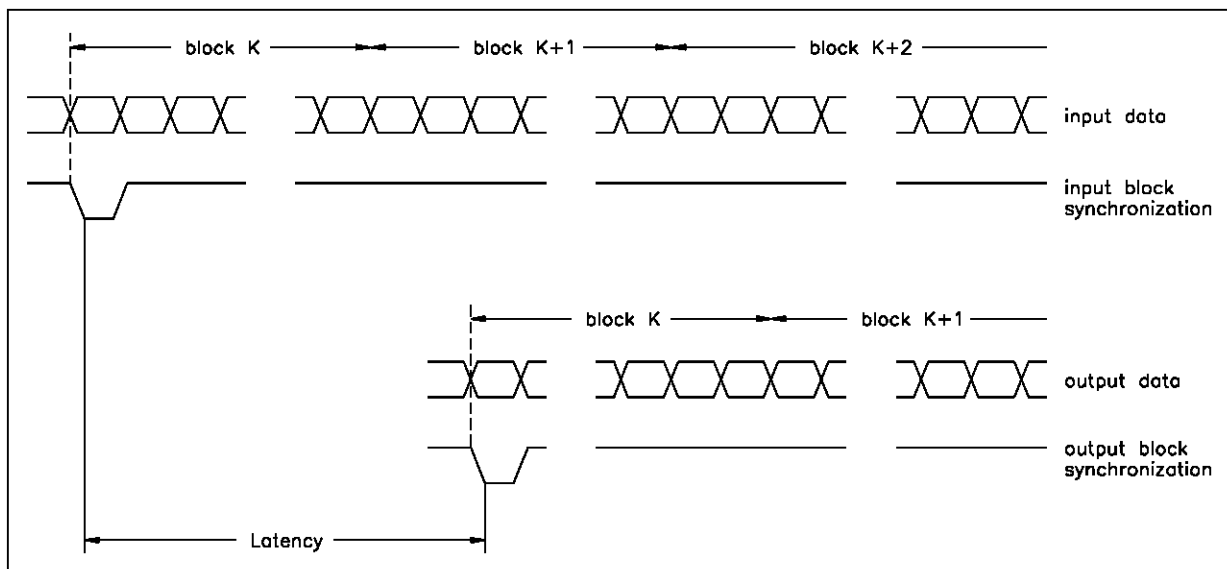 block K
block K+1
block K+2
input data
input block
synchronization
block K
block K+1
output data
output block
synchronization
Latency